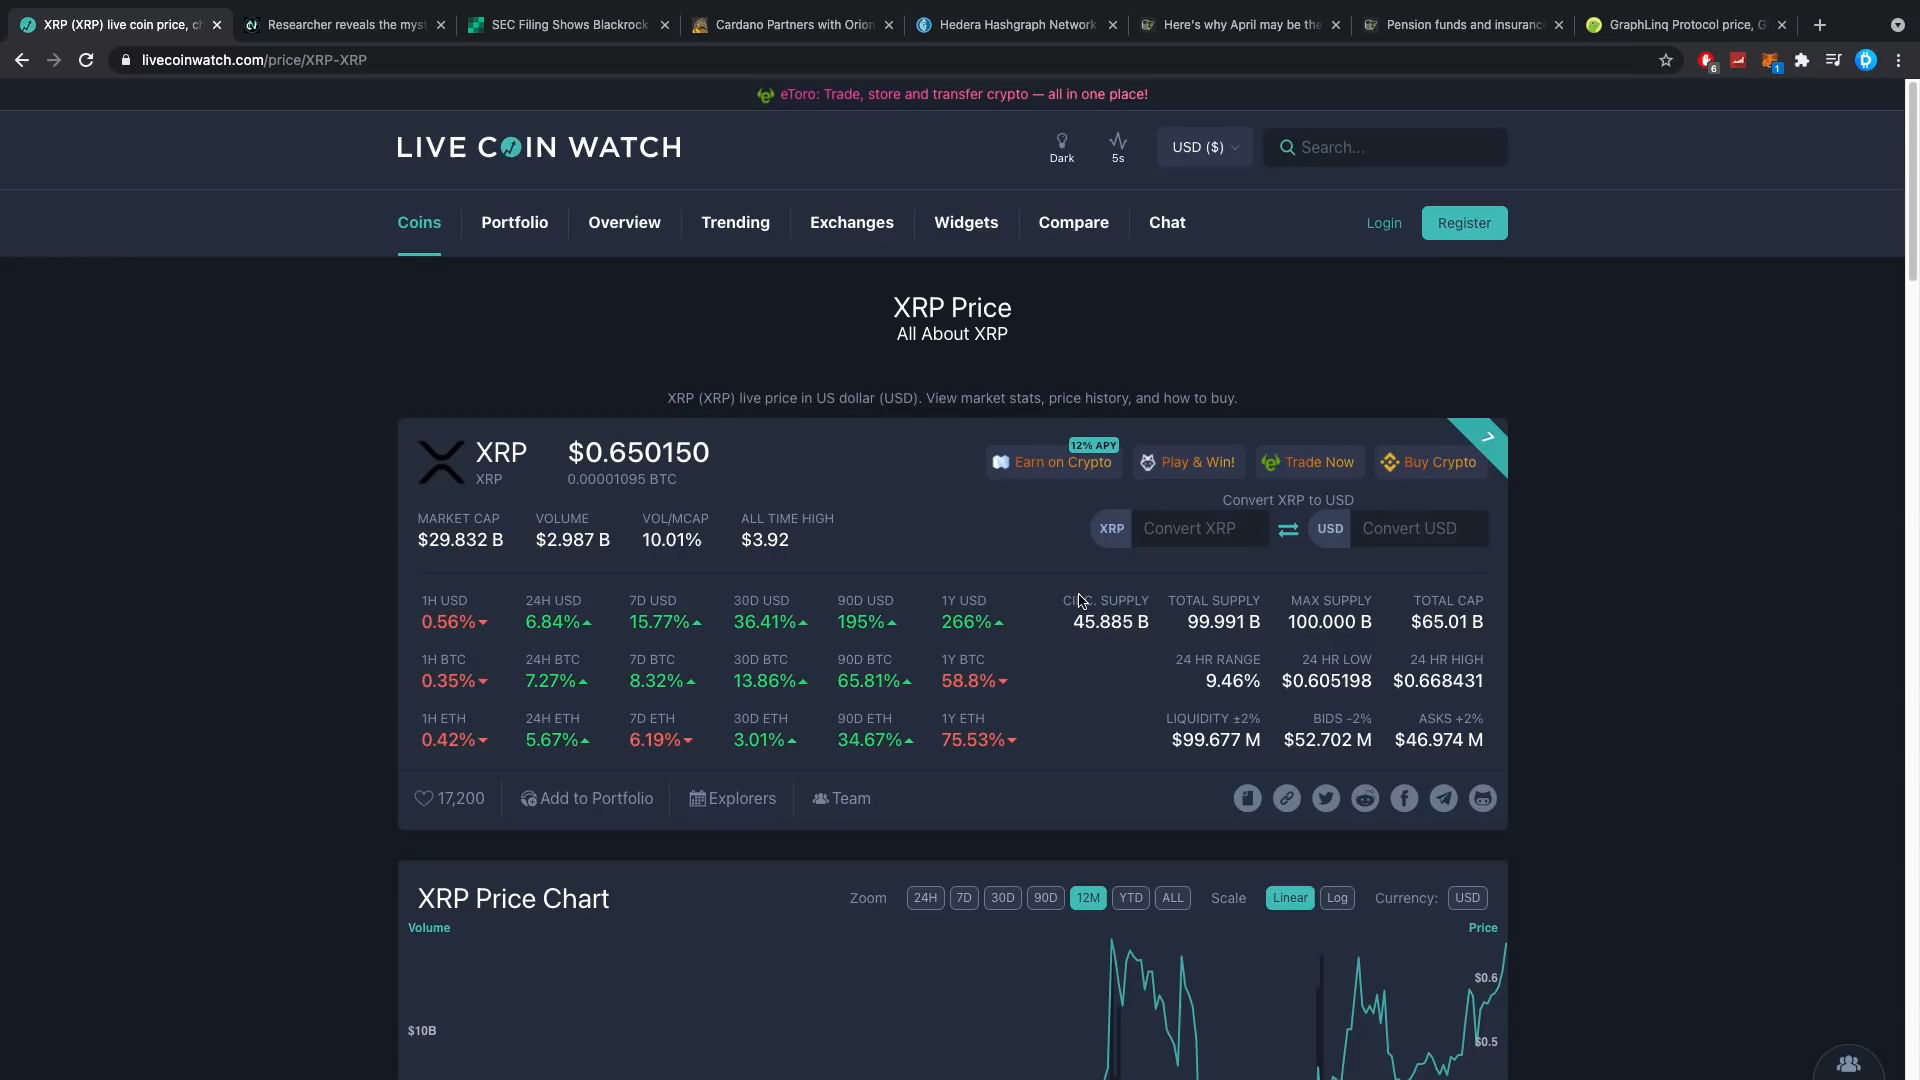 XRP (XRP) live coin price, c
Researcher reveals the mys
SEC Filing Shows Blackrock
Cardano Partners with Orion
Hedera Hashgraph Network
Here's why April may be the
Pension funds and insuranc
GraphLinq Protocol price, G
livecoinwatch.com/price/XRP-XRP
6
1
eToro: Trade, store and transfer crypto — all in one place!
LIVE COIN WATCH
Dark
5s
USD ($)
Search...
Coins
Portfolio
Overview
Trending
Exchanges
Widgets
Compare
Chat
Login
Register
XRP Price
All About XRP
XRP (XRP) live price in US dollar (USD). View market stats, price history, and how to buy.
7
XRP
XRP
$0.650150
0.00001095 BTC
12% APY
Earn on Crypto
Play & Win!
Trade Now
Buy Crypto
Convert XRP to USD
XRP
Convert XRP
USD
Convert USD
MARKET CAP VOLUME VOL/MCAP ALL TIME HIGH
$29.832 B $2.987 B 10.01% $3.92
1H USD 24H USD 7D USD 30D USD 90D USD 1Y USD CIRC. SUPPLY TOTAL SUPPLY MAX SUPPLY TOTAL CAP
0.56% 6.84% 15.77% 36.41% 195% 266% 45.885 B 99.991 B 100.000 B $65.01 B
1H BTC 24H BTC 7D BTC 30D BTC 90D BTC 1Y BTC 24 HR RANGE 24 HR LOW 24 HR HIGH
0.35% 7.27% 8.32% 13.86% 65.81% 58.8% 9.46% $0.605198 $0.668431
1H ETH 24H ETH 7D ETH 30D ETH 90D ETH 1Y ETH LIQUIDITY ±2% BIDS -2% ASKS +2%
0.42% 5.67% 6.19% 3.01% 34.67% 75.53% $99.677 M $52.702 M $46.974 M
17,200
Add to Portfolio
Explorers
Team
XRP Price Chart
Zoom 24H 7D 30D 90D 12M YTD ALL Scale Linear Log Currency: USD
Volume
Price
$0.6
$10B
$0.5